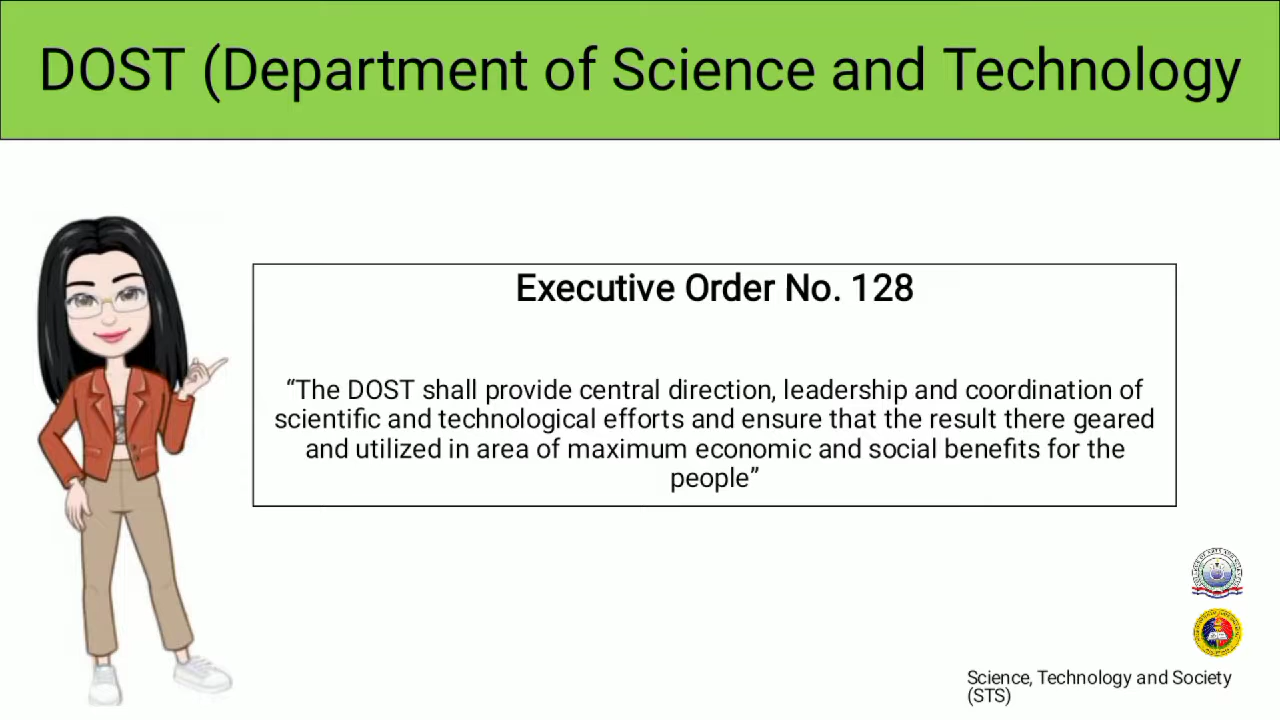 DOST (Department of Science and Technology
Executive Order No. 128
“The DOST shall provide central direction, leadership and coordination of
scientific and technological efforts and ensure that the result there geared
and utilized in area of maximum economic and social benefits for the
people”
Science, Technology and Society
(STS)